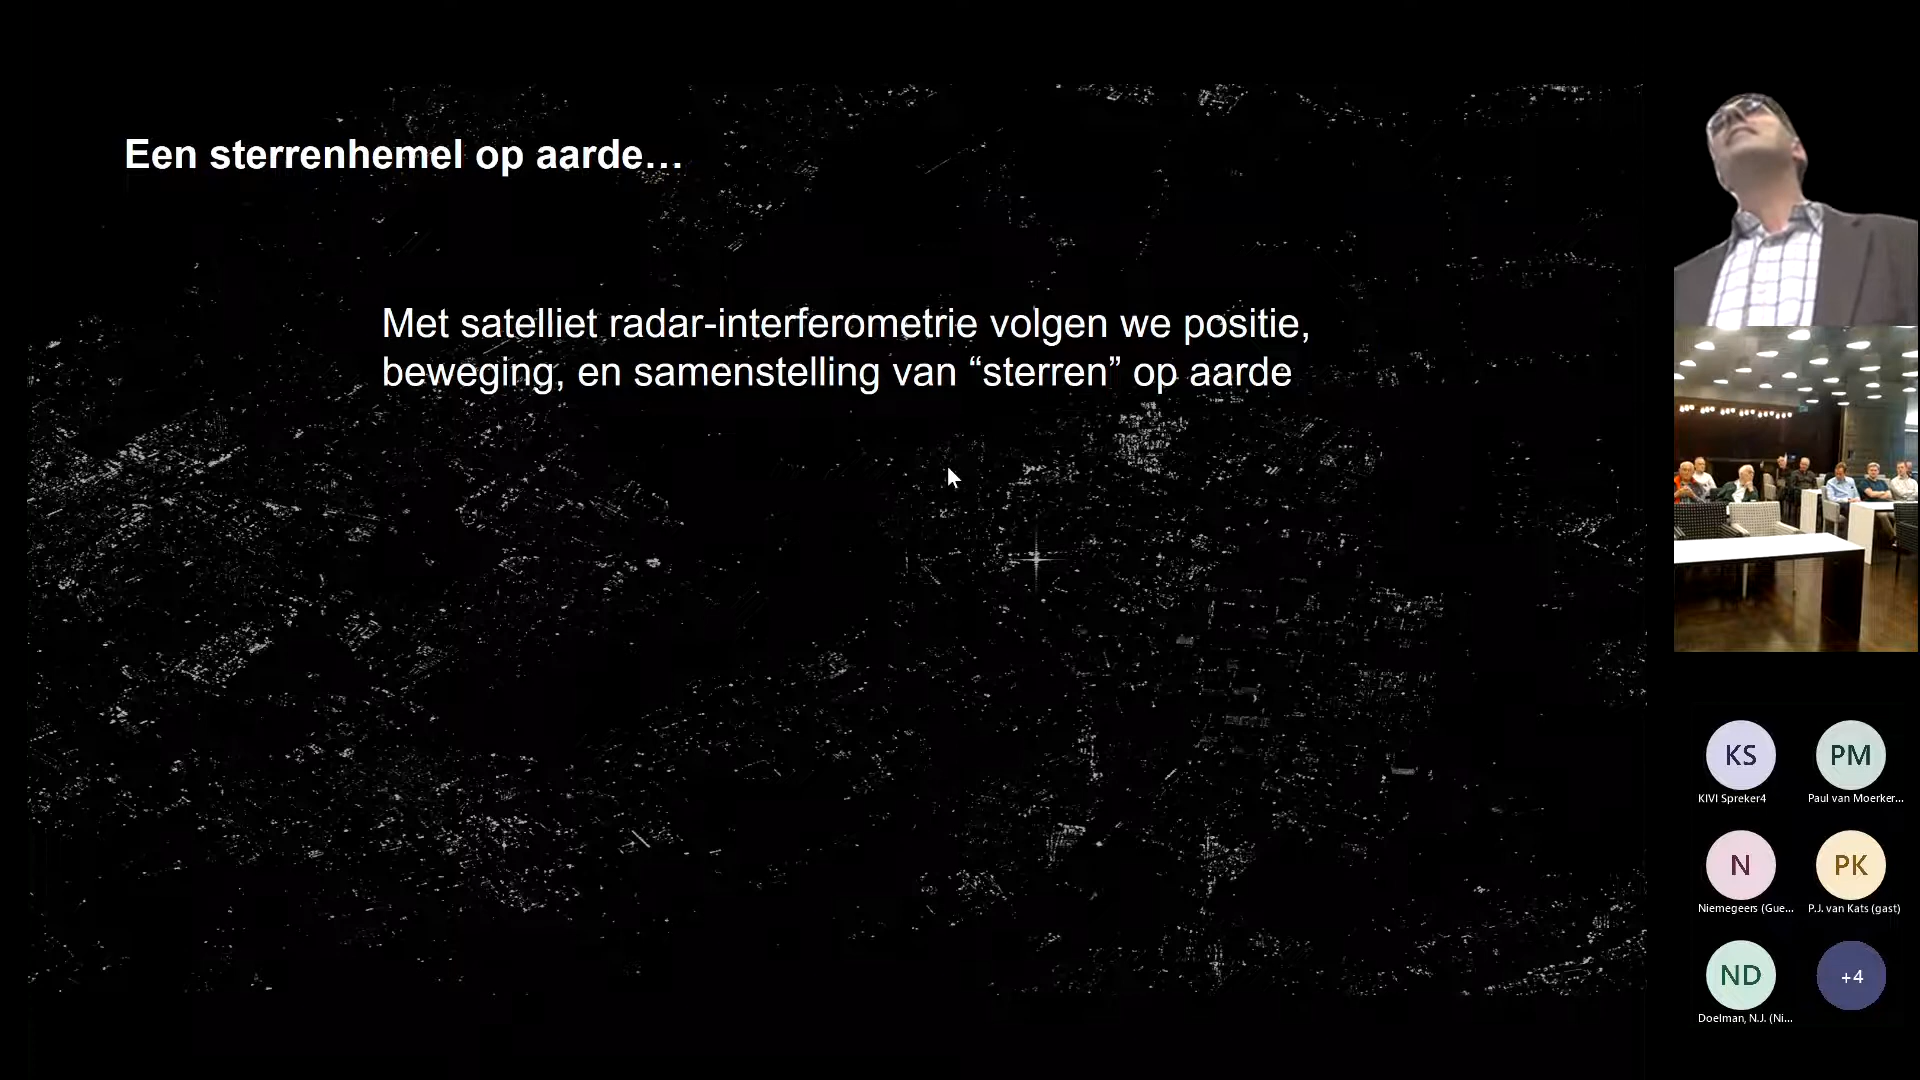 Een sterrenhemel op aarde…
Met satelliet radar-interferometrie volgen we positie,
beweging, en samenstelling van “sterren” op aarde
KS
PM
KIVI Spreker4
Paul van Moerker...
N
PK
Niemegeers (Gue...
P.J. van Kats (gast)
ND
+4
Doelman, N.J. (Ni...